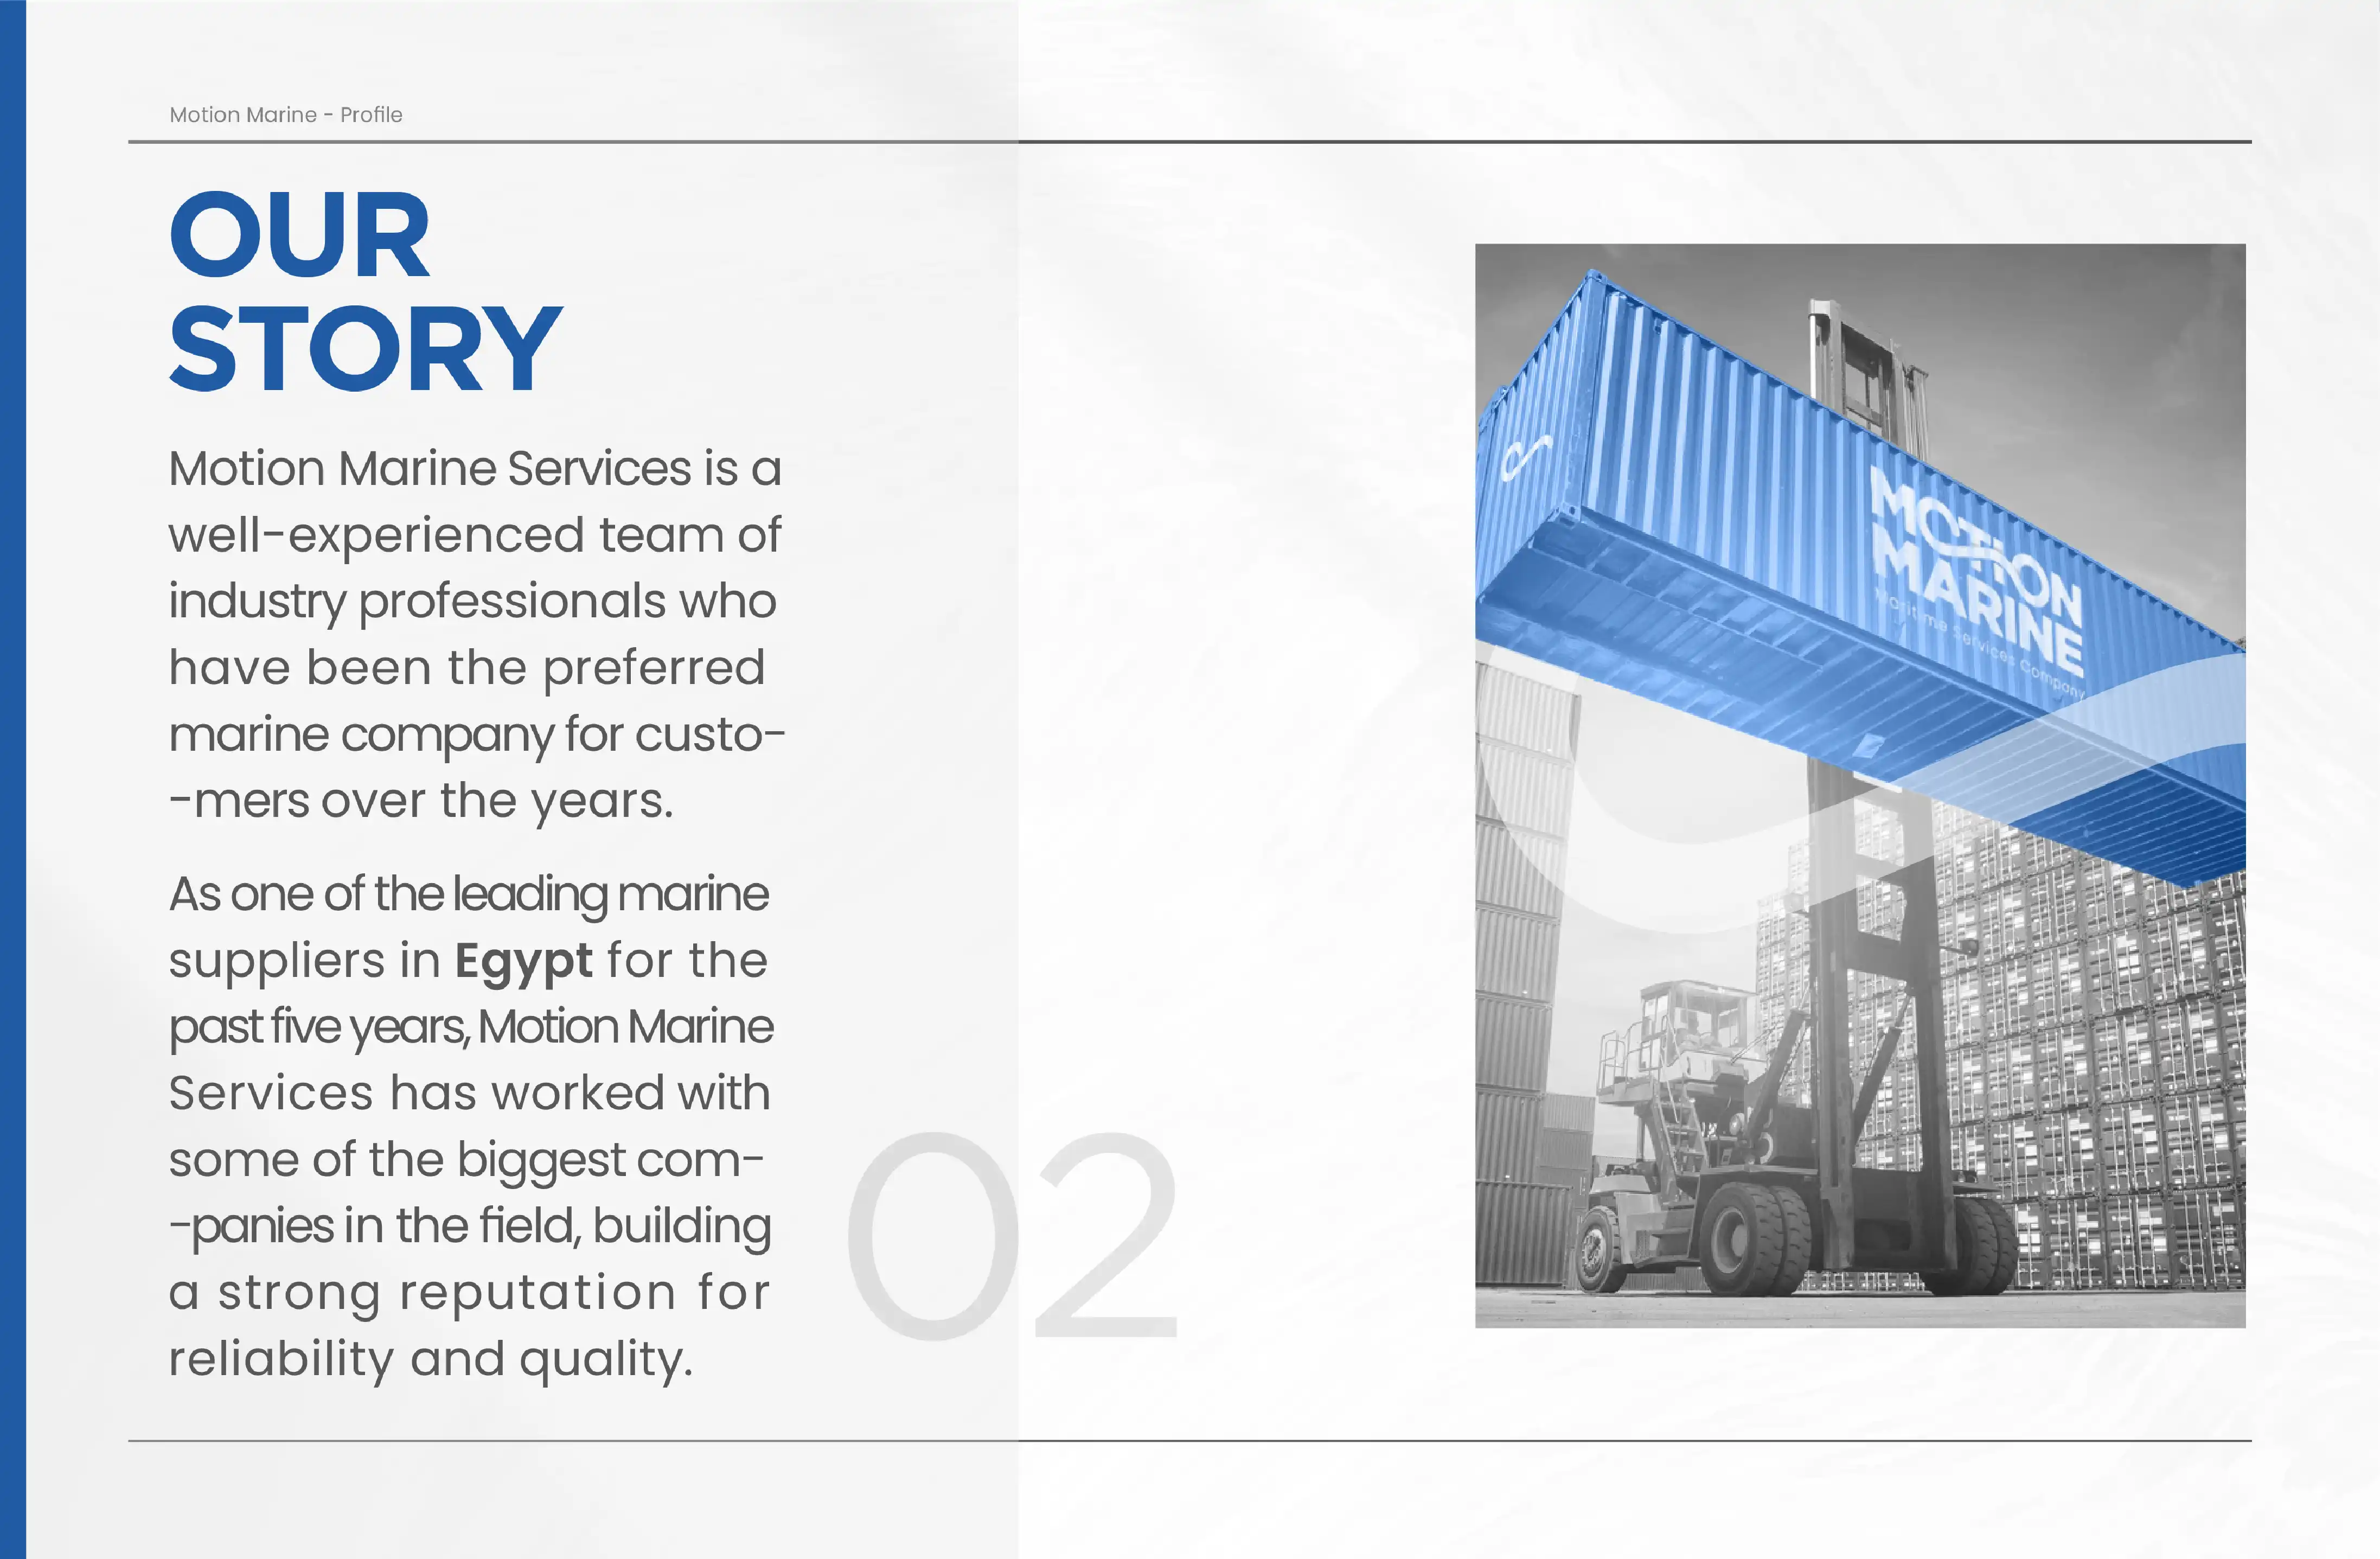 Motion Marine - Profile
OUR
STORY
Motion Marine Services is a
well-experienced team of
industry professionals who
have been the preferred
marine company for custo-
-mers over the years.
As one of the leading marine
suppliers in Egypt for the
past five years, Motion Marine
Services has worked with
some of the biggest com-
-panies in the field, building
a strong reputation for
reliability and quality.
02
MOTION
MARINE
Maritime Services Company